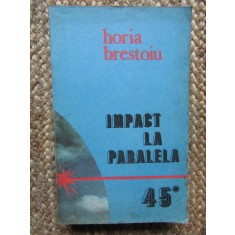 horia
brestoiu
IMPACT
LA
PARALELA
45°